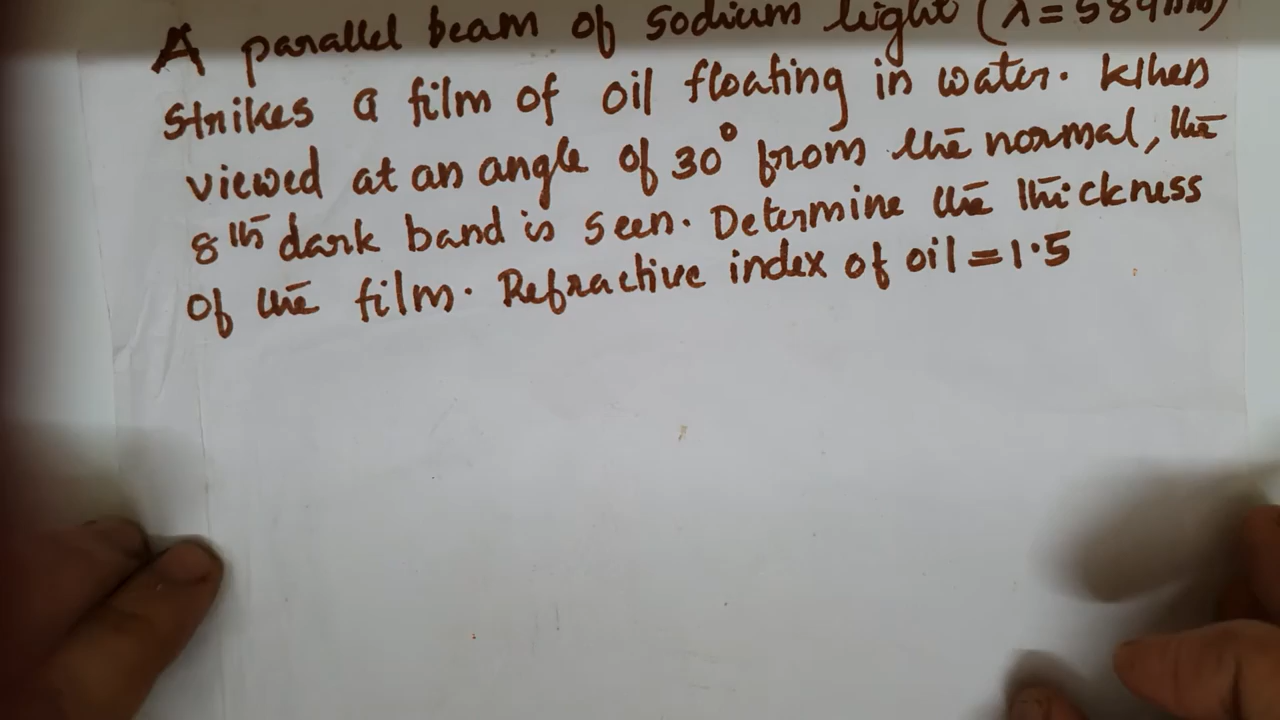 A parallel beam of sodium light (λ = 589nm)
strikes a film of oil floating in water. When
viewed at an angle of 30° from the normal, the
8th dark band is seen. Determine the thickness
of the film. Refractive index of oil = 1.5